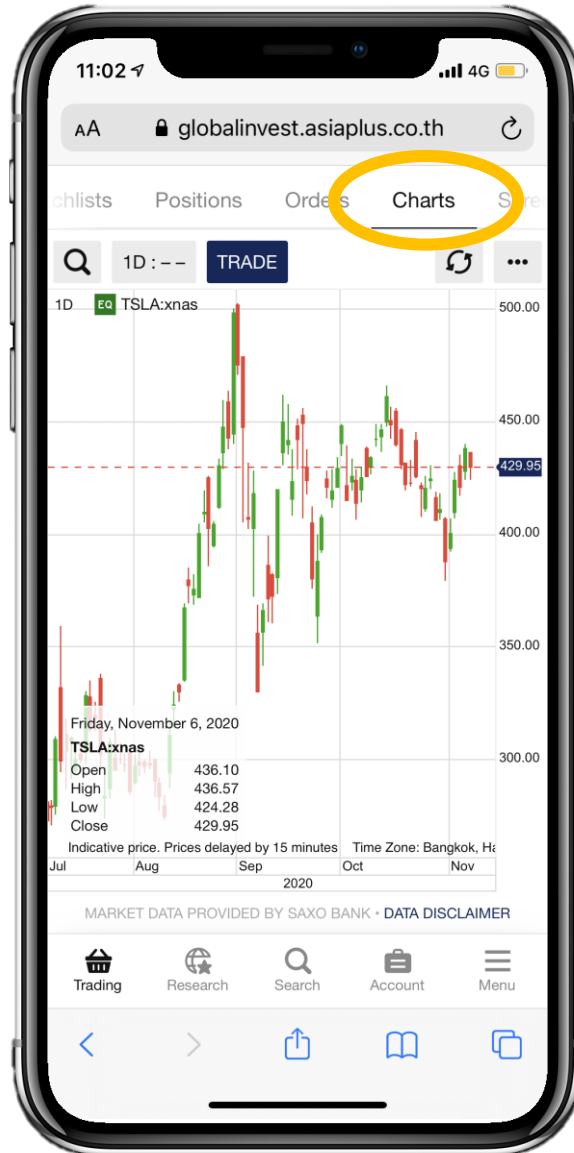 11:02
4G
AA globalinvest.asiaplus.co.th
chlists Positions Orders Charts Scree
1D : – – TRADE •••
1D EQ TSLA:xnas
500.00
450.00
429.95
400.00
350.00
300.00
Friday, November 6, 2020
TSLA:xnas
Open 436.10
High 436.57
Low 424.28
Close 429.95
Indicative price. Prices delayed by 15 minutes Time Zone: Bangkok, Ha
Jul Aug Sep Oct Nov
2020
MARKET DATA PROVIDED BY SAXO BANK • DATA DISCLAIMER
Trading Research Search Account Menu